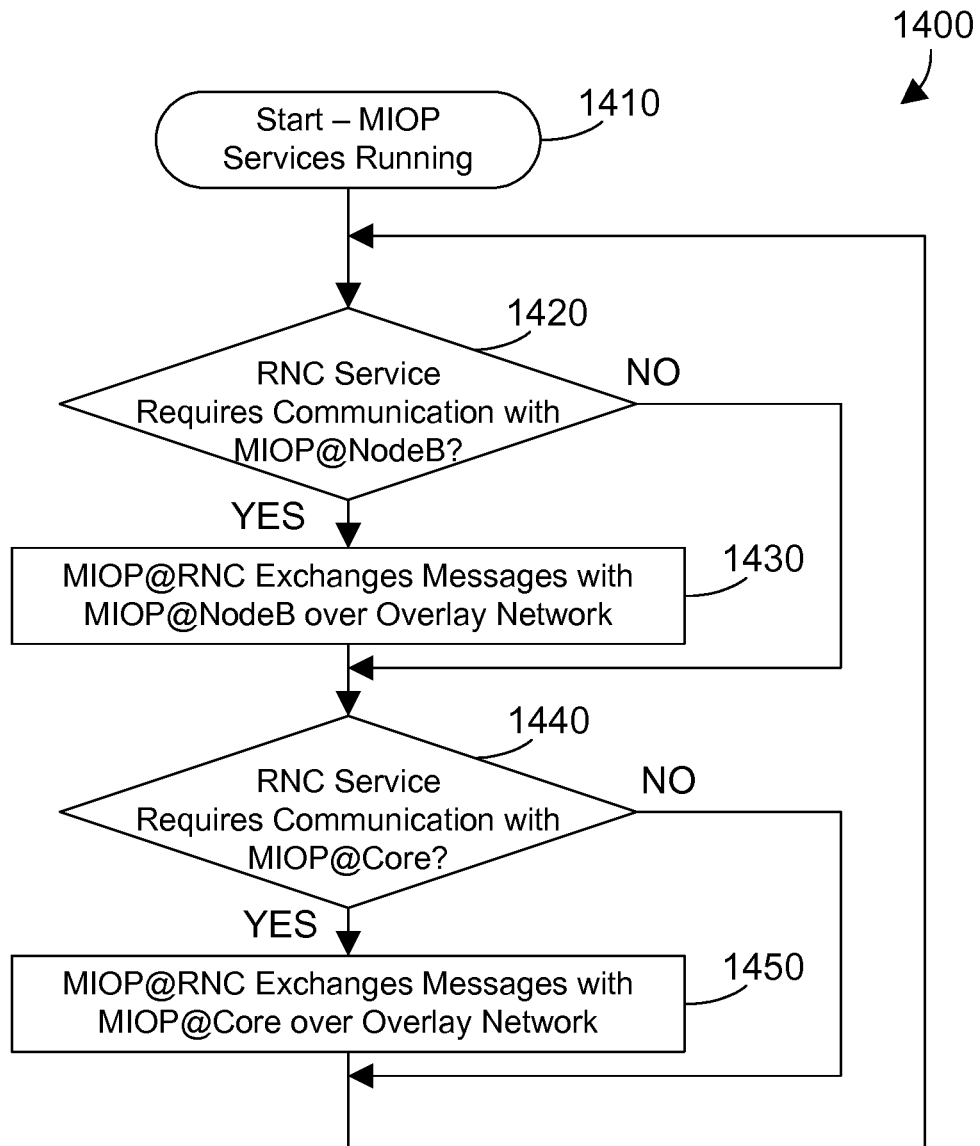 1400
Start – MIOP
Services Running
1410
1420
RNC Service
Requires Communication with
MIOP@NodeB?
NO
YES
MIOP@RNC Exchanges Messages with
MIOP@NodeB over Overlay Network
1430
1440
RNC Service
Requires Communication with
MIOP@Core?
NO
YES
MIOP@RNC Exchanges Messages with
MIOP@Core over Overlay Network
1450